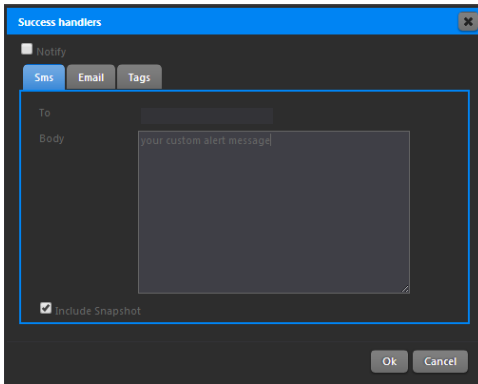 Success handlers
Notify
Sms Email Tags
To
Body your custom alert message
Include Snapshot
Ok Cancel